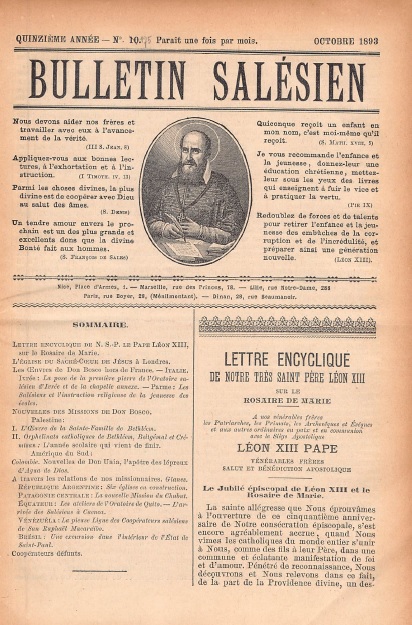 QUINZIÈME ANNÉE — N° 10. Paraît une fois par mois. OCTOBRE 1893
BULLETIN SALÉSIEN
Nous devons aider nos frères et
travailler avec eux à l'avance-
ment de la vérité.
(III S. JEAN, 8)
Appliquez-vous aux bonnes lec-
tures, à l'exhortation et à l'in-
struction.
(I TIMOTH. IV, 13)
Parmi les choses divines, la plus
divine est de coopérer avec Dieu
au salut des âmes.
(S. DENIS)
Un tendre amour envers le pro-
chain est un des plus grands et
excellents dons que la divine
Bonté fait aux hommes.
(S. FRANÇOIS DE SALES)
Quiconque reçoit un enfant en
mon nom, c'est moi-même qu'il
reçoit.
(S. MATH. XVIII, 5)
Je vous recommande l'enfance et
la jeunesse, donnez-leur une
éducation chrétienne, mettez-
leur sous les yeux des livres
qui enseignent à fuir le vice et
à pratiquer la vertu.
(PIE IX)
Redoublez de forces et de talents
pour retirer l'enfance et la jeu-
nesse des embûches de la cor-
ruption et de l'incrédulité, et
préparer ainsi une génération
nouvelle.
(LÉON XIII)
Nice, Place d'Armes, 1. — Marseille, rue des Princes, 78. — Lille, rue Notre-Dame, 288
Paris, rue Boyer, 28, (Ménilmontant). — Dinan, 28, rue Beaumanoir.
SOMMAIRE.
LETTRE ENCYCLIQUE DE N. S.-P. LE PAPE LÉON XIII,
sur le Rosaire de Marie.
L'ÉGLISE DU SACRÉ-CŒUR DE JÉSUS à Londres.
LES ŒUVRES DE DON BOSCO hors de France. — ITALIE.
IVRÉE: La pose de la première pierre de l'Oratoire sa-
lésien d'Ivrée et de la chapelle annexe. — PARME: Les
Salésiens et l'instruction religieuse de la jeunesse des
écoles.
NOUVELLES DES MISSIONS DE DON BOSCO.
Palestine:
I. L'Œuvre de la Sainte-Famille de Bethléem.
II. Orphelinats catholiques de Bethléem, Beitgémal et Cré-
misan: L'année scolaire qui vient de finir.
Amérique du Sud:
Colombie. Nouvelles de Don Unia, l'apôtre des lépreux
d'Agua de Dios.
A travers les relations de nos missionnaires. Glanes.
RÉPUBLIQUE ARGENTINE: Six églises en construction.
PATAGONIE CENTRALE: La nouvelle Mission du Chubut.
ÉQUATEUR: Les ateliers de l'Oratoire de Quito. — L'ar-
rivée des Salésiens à Cuenca.
VÉNÉZUELA: Le pieuse Ligue des Coopérateurs salésiens
de San Raphaël Maracaïbo.
BRÉSIL: Une excursion dans l'intérieur de l'État de
Saint-Paul.
Coopérateurs défunts.
LETTRE ENCYCLIQUE
DE NOTRE TRÈS SAINT PÈRE LÉON XIII
SUR LE
ROSAIRE DE MARIE
A nos vénérables frères
les Patriarches, les Primats, les Archevêques et Évêques
et aux autres ordinaires en paix et en communion
avec le Siège Apostolique
LÉON XIII PAPE
VÉNÉRABLES FRÈRES
SALUT ET BÉNÉDICTION APOSTOLIQUE
Le Jubilé épiscopal de Léon XIII et le
Rosaire de Marie.
La sainte allégresse que Nous éprouvâmes
à l'ouverture de ce cinquantième anniver-
saire de Notre consécration épiscopale, s'est
encore agréablement accrue, quand Nous
vîmes les catholiques du monde entier s'unir
à Nous, comme des fils à leur Père, dans une
commune et éclatante manifestation de foi
et d'amour. Pénétré de reconnaissance, Nous
découvrons et Nous relevons dans ce fait,
de la part de la Providence divine, un des-